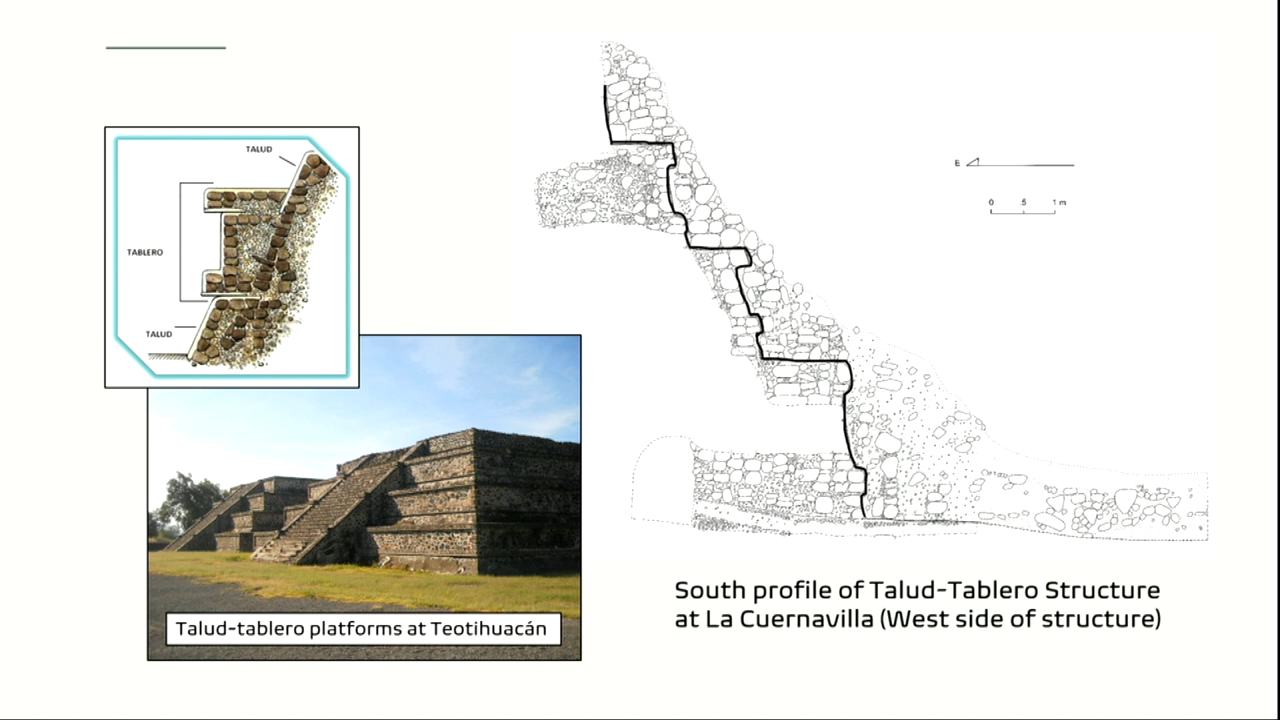 TALUD
TABLERO
TALUD
Talud-tablero platforms at Teotihuacán
E
0 .5 1 m
South profile of Talud-Tablero Structure
at La Cuernavilla (West side of structure)